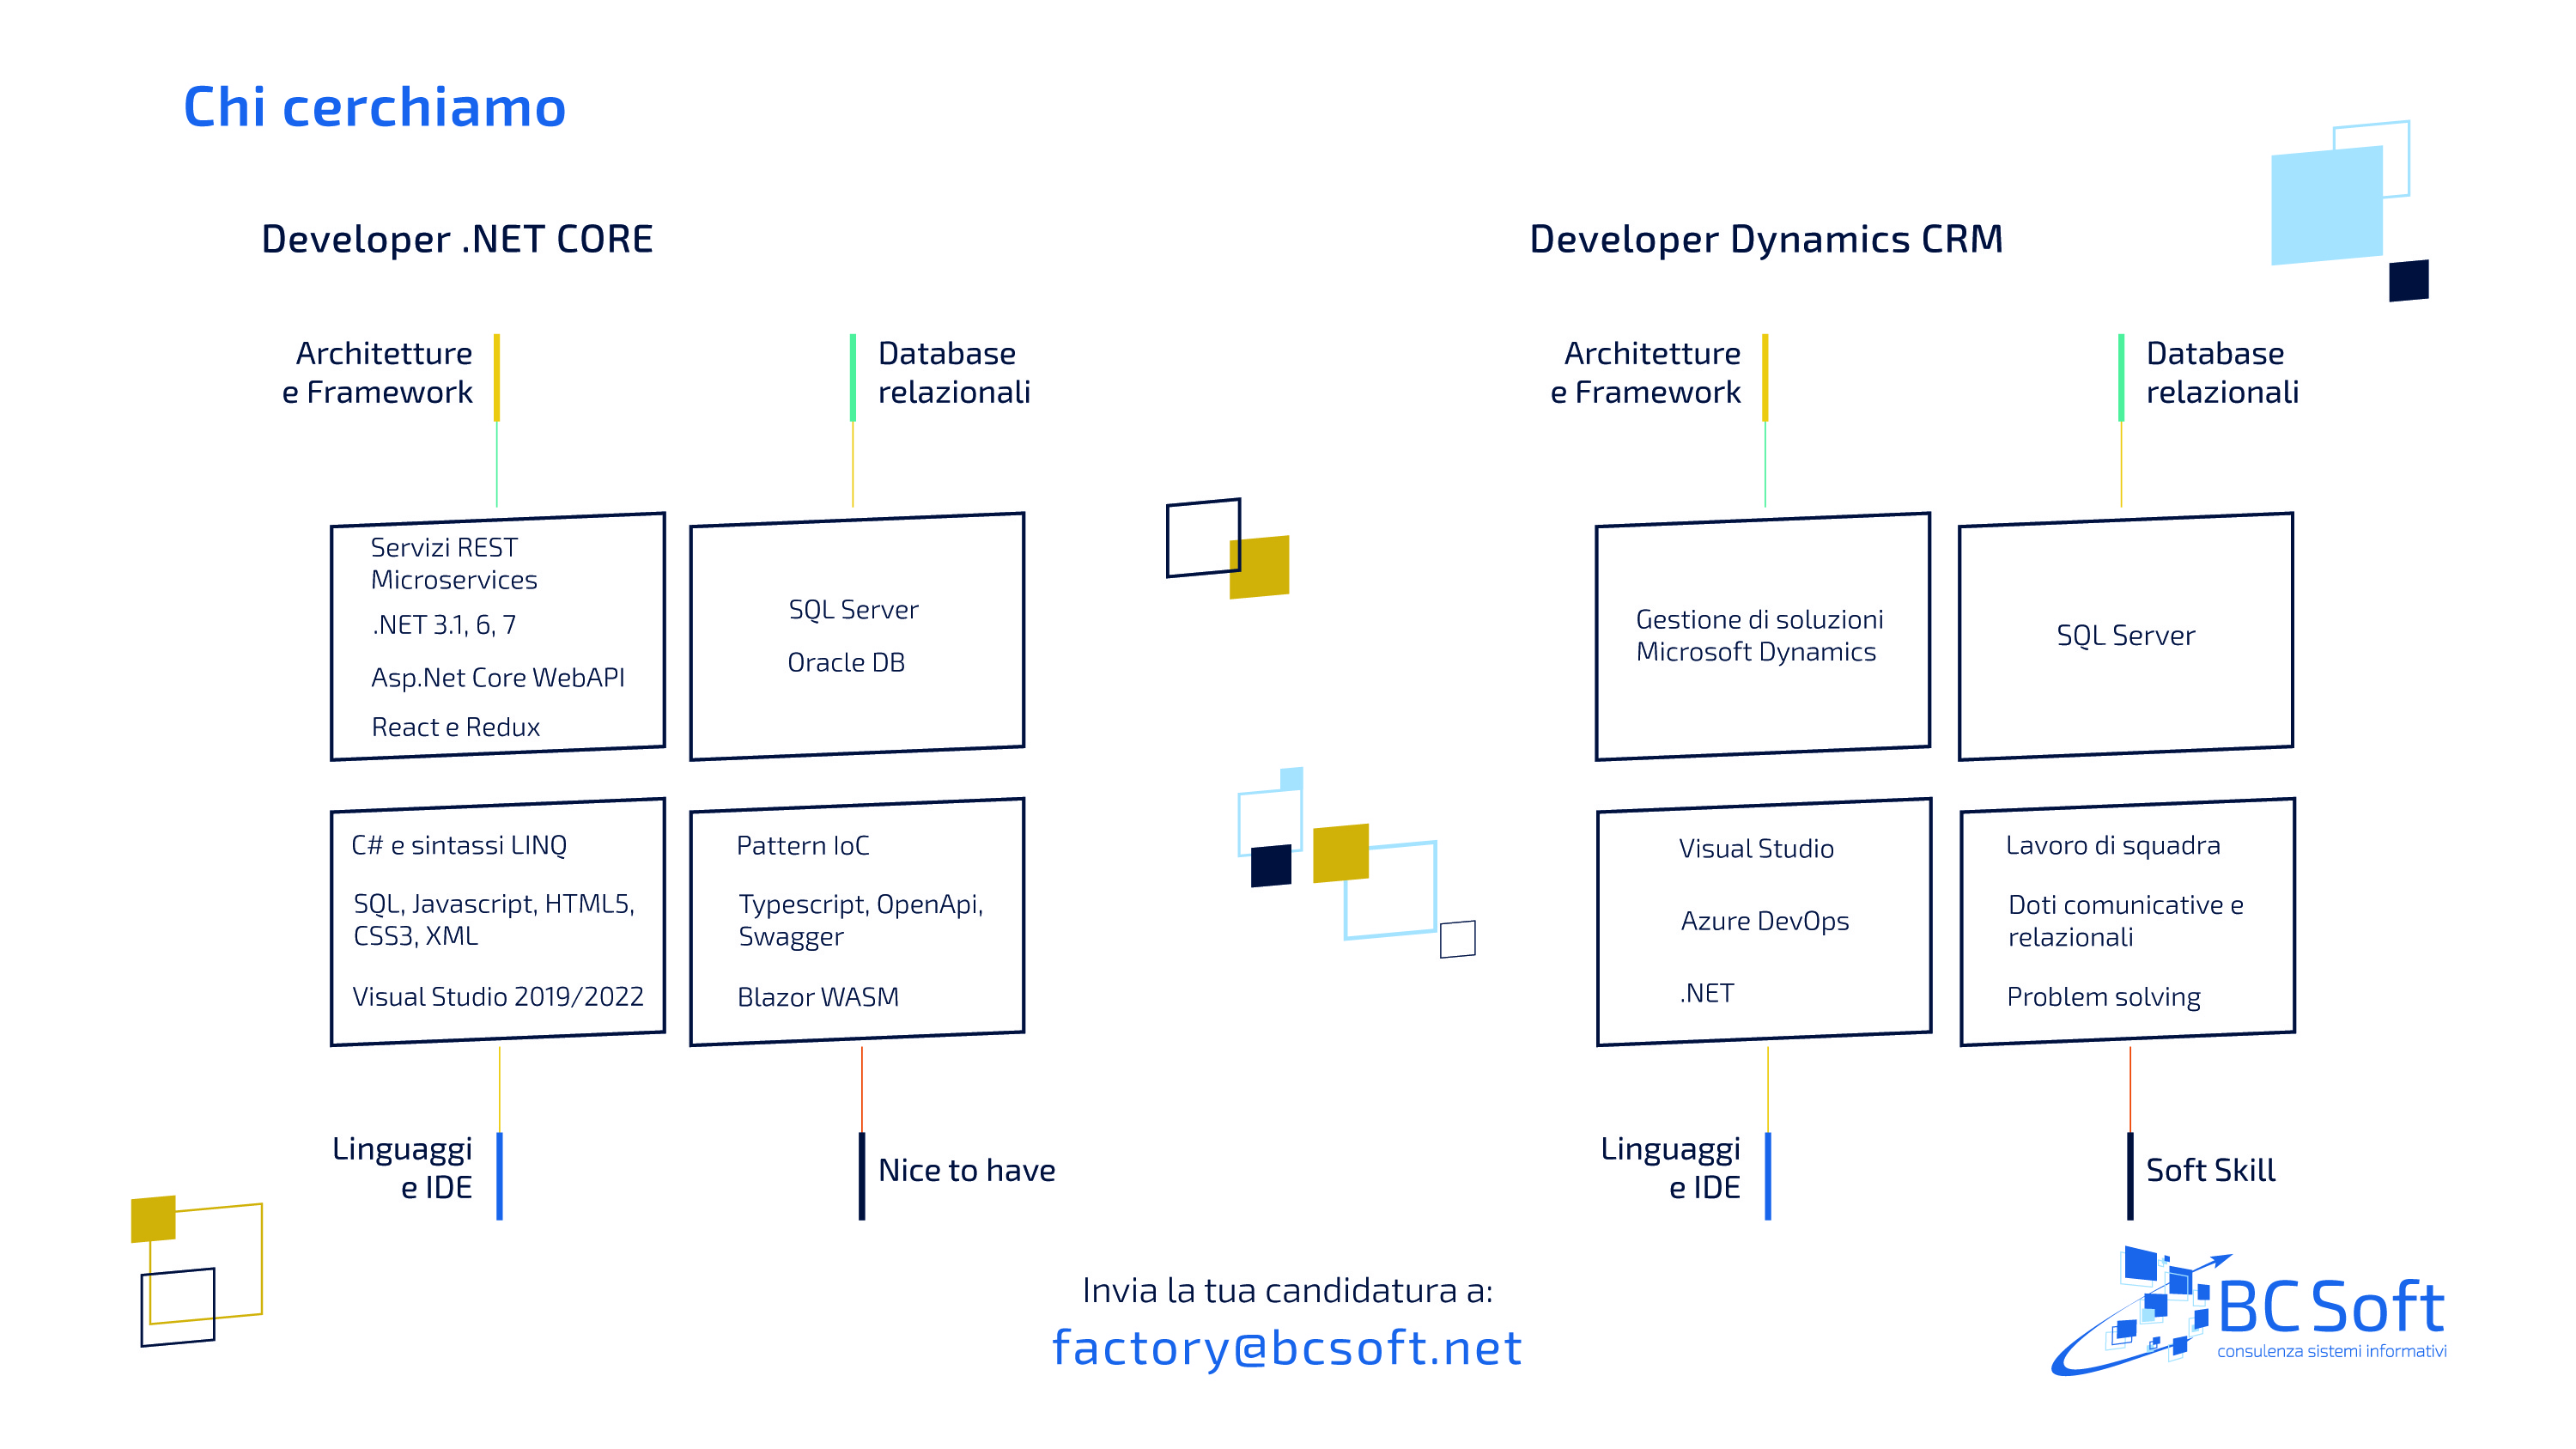 Chi cerchiamo
Developer .NET CORE
Architetture
e Framework
Database
relazionali
Servizi REST
Microservices
.NET 3.1, 6, 7
Asp.Net Core WebAPI
React e Redux
SQL Server
Oracle DB
C# e sintassi LINQ
SQL, Javascript, HTML5,
CSS3, XML
Visual Studio 2019/2022
Pattern IoC
Typescript, OpenApi,
Swagger
Blazor WASM
Linguaggi
e IDE
Nice to have
Developer Dynamics CRM
Architetture
e Framework
Database
relazionali
Gestione di soluzioni
Microsoft Dynamics
SQL Server
Visual Studio
Azure DevOps
.NET
Lavoro di squadra
Doti comunicative e
relazionali
Problem solving
Linguaggi
e IDE
Soft Skill
Invia la tua candidatura a:
factory@bcsoft.net
BC Soft
consulenza sistemi informativi